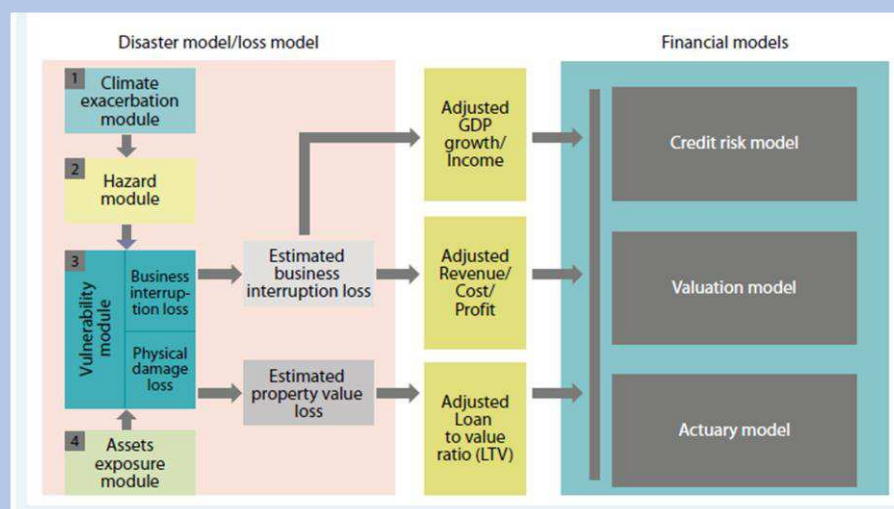 Disaster model/loss model
Financial models
1
Climate
exacerbation
module
2
Hazard
module
3
Vulnerability
module
Business
interrup-
tion loss
Physical
damage
loss
4
Assets
exposure
module
Estimated
business
interruption loss
Estimated
property value
loss
Adjusted
GDP
growth/
Income
Adjusted
Revenue/
Cost/
Profit
Adjusted
Loan
to value
ratio (LTV)
Credit risk model
Valuation model
Actuary model